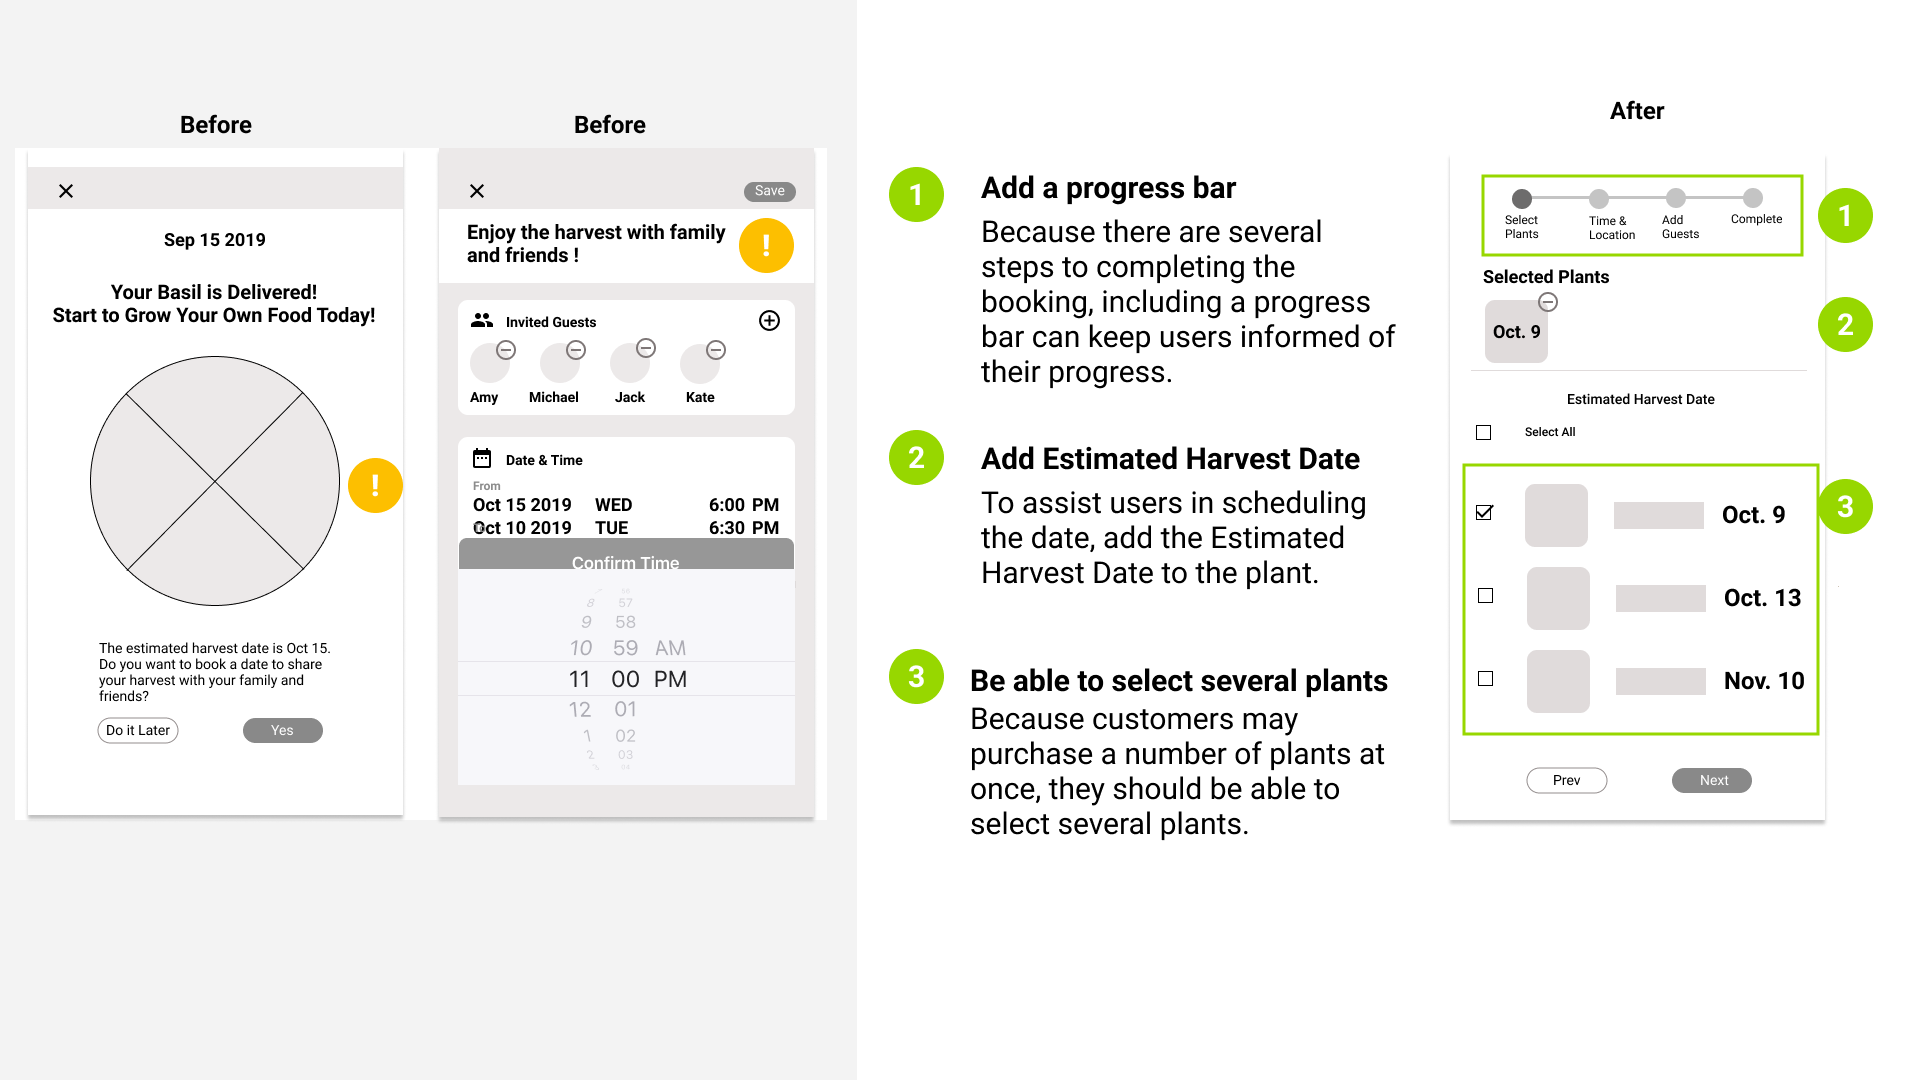 Before
Sep 15 2019
Your Basil is Delivered!
Start to Grow Your Own Food Today!
!
The estimated harvest date is Oct 15.
Do you want to book a date to share
your harvest with your family and
friends?
Do it Later
Yes
Before
Save
Enjoy the harvest with family
and friends !
!
Invited Guests
Amy Michael Jack Kate
Date & Time
From
Oct 15 2019 WED 6:00 PM
Oct 10 2019 TUE 6:30 PM
Confirm Time
8 57
9 58
10 59 AM
11 00 PM
12 01
1 02
2 03
1 Add a progress bar
Because there are several
steps to completing the
booking, including a progress
bar can keep users informed of
their progress.
2 Add Estimated Harvest Date
To assist users in scheduling
the date, add the Estimated
Harvest Date to the plant.
3 Be able to select several plants
Because customers may
purchase a number of plants at
once, they should be able to
select several plants.
After
Select
Plants
Time &
Location
Add
Guests
Complete
1
Selected Plants
Oct. 9
2
Estimated Harvest Date
Select All
Oct. 9
3
Oct. 13
Nov. 10
Prev
Next